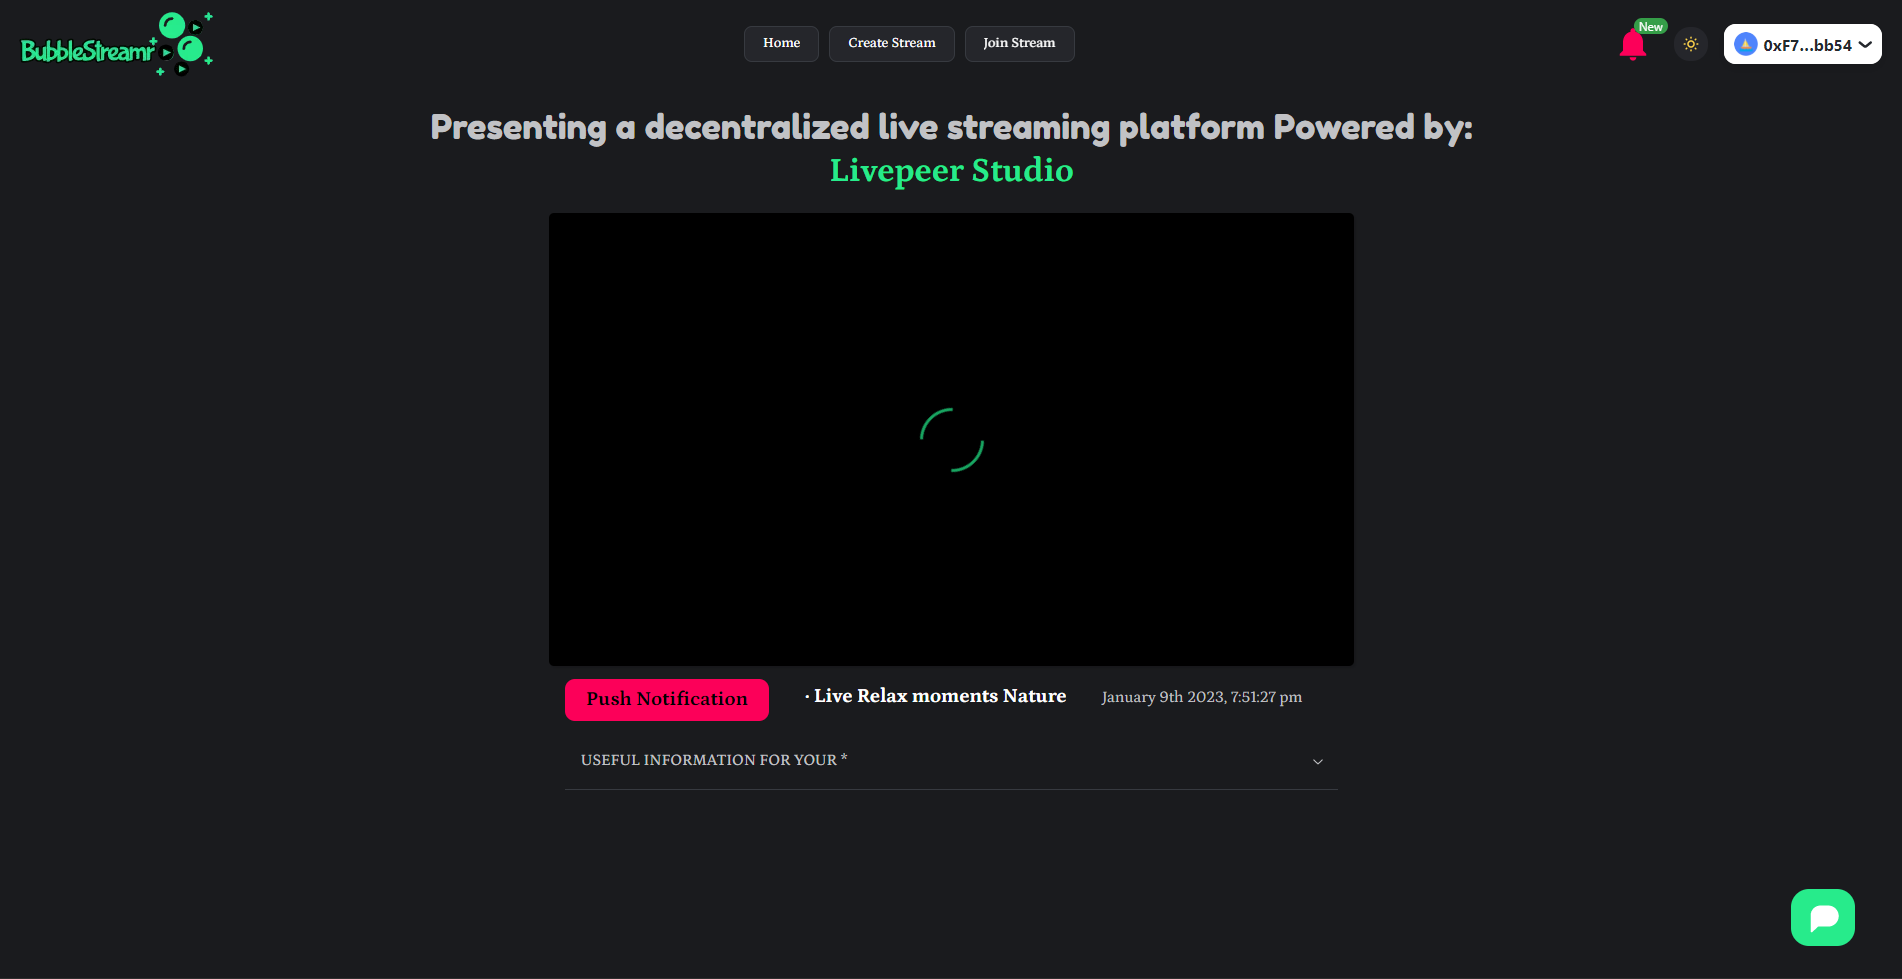 BubbleStreamr
Home
Create Stream
Join Stream
New
0xF7...bb54
Presenting a decentralized live streaming platform Powered by:
Livepeer Studio
Push Notification
· Live Relax moments Nature
January 9th 2023, 7:51:27 pm
USEFUL INFORMATION FOR YOUR *